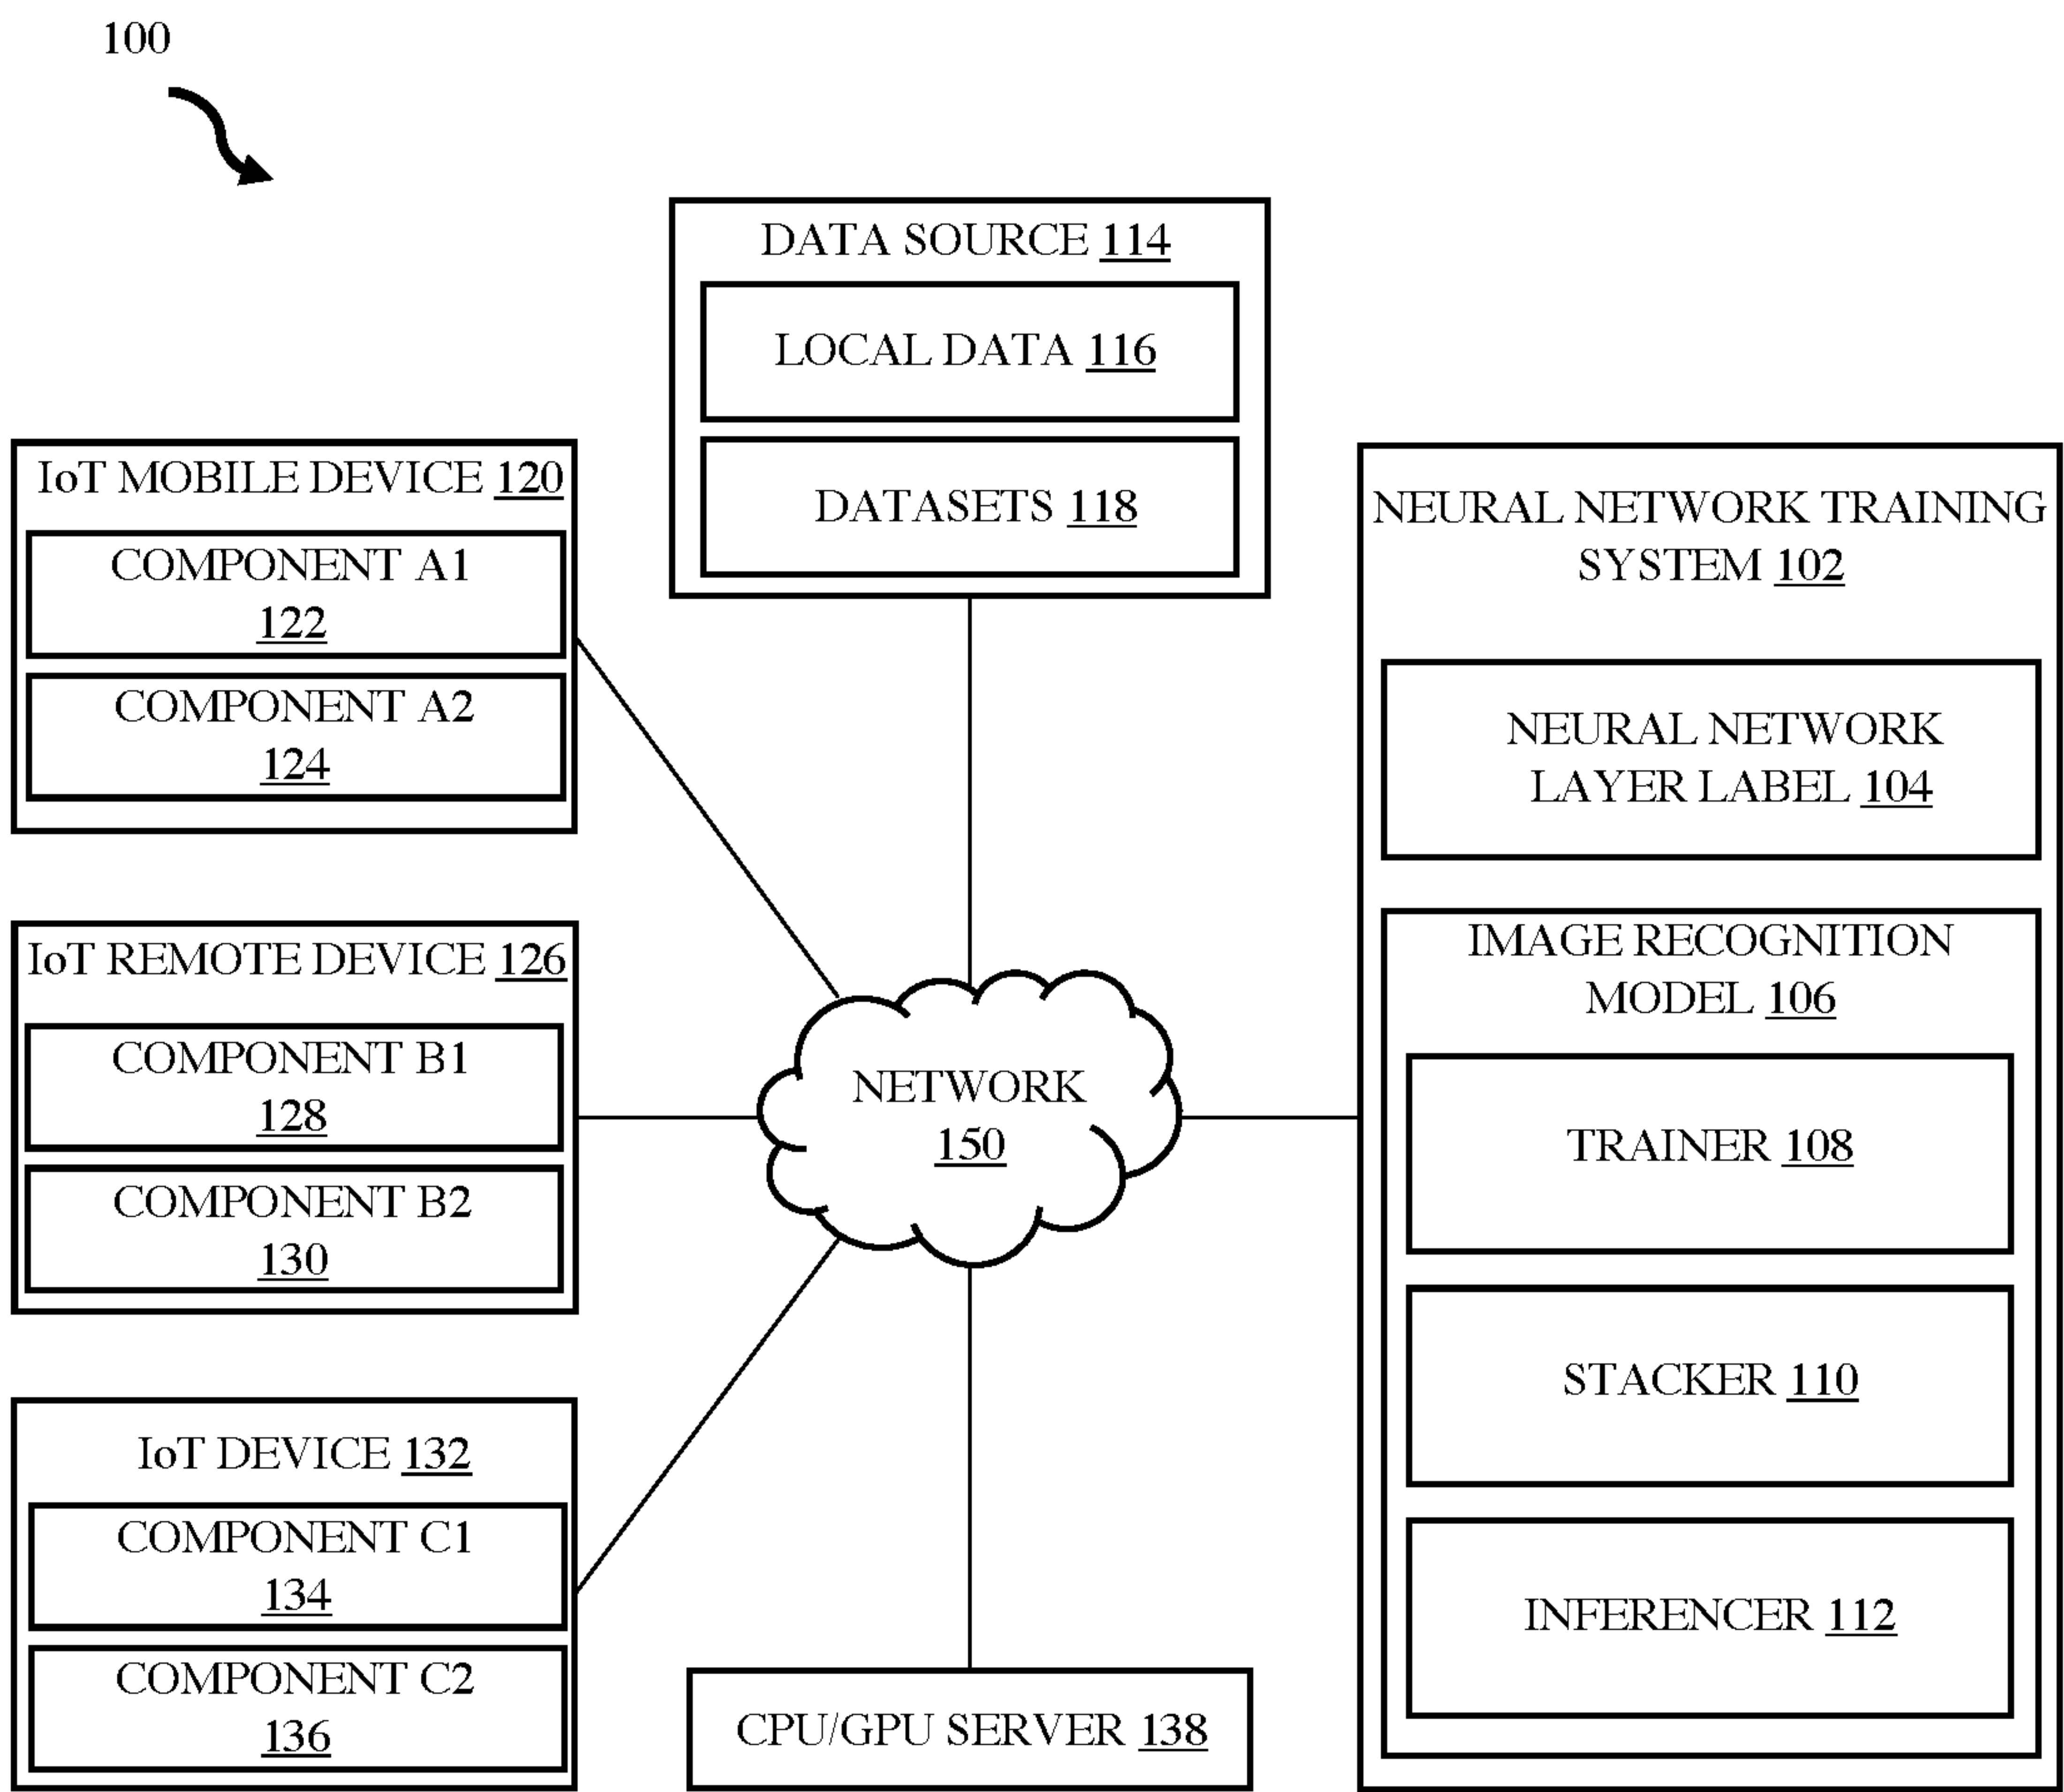 100
DATA SOURCE 114
LOCAL DATA 116
DATASETS 118
IoT MOBILE DEVICE 120
COMPONENT A1
122
COMPONENT A2
124
IoT REMOTE DEVICE 126
COMPONENT B1
128
COMPONENT B2
130
IoT DEVICE 132
COMPONENT C1
134
COMPONENT C2
136
NETWORK
150
CPU/GPU SERVER 138
NEURAL NETWORK TRAINING
SYSTEM 102
NEURAL NETWORK
LAYER LABEL 104
IMAGE RECOGNITION
MODEL 106
TRAINER 108
STACKER 110
INFERENCER 112